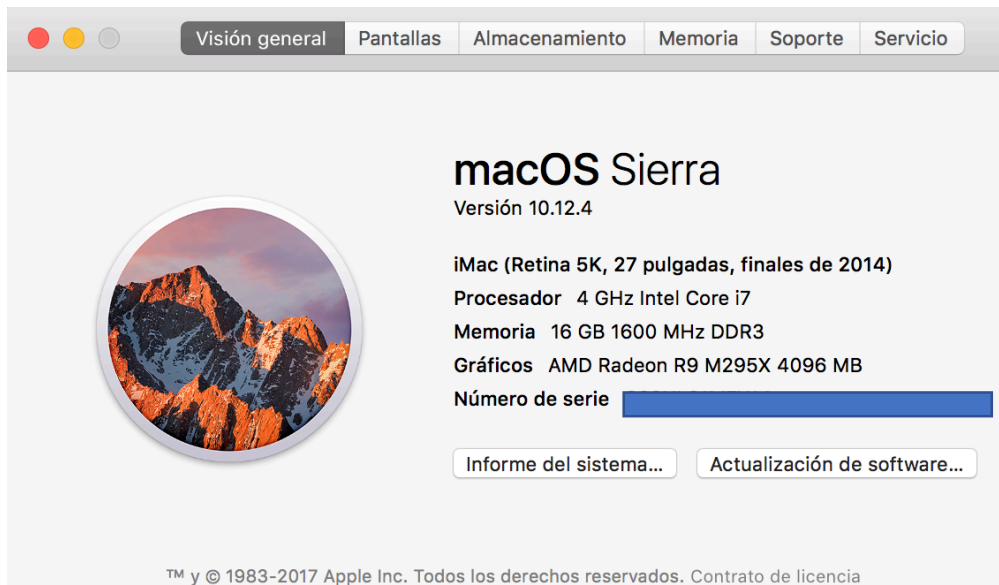 Visión general Pantallas Almacenamiento Memoria Soporte Servicio
macOS Sierra
Versión 10.12.4
iMac (Retina 5K, 27 pulgadas, finales de 2014)
Procesador 4 GHz Intel Core i7
Memoria 16 GB 1600 MHz DDR3
Gráficos AMD Radeon R9 M295X 4096 MB
Número de serie
Informe del sistema... Actualización de software...
™ y © 1983-2017 Apple Inc. Todos los derechos reservados. Contrato de licencia